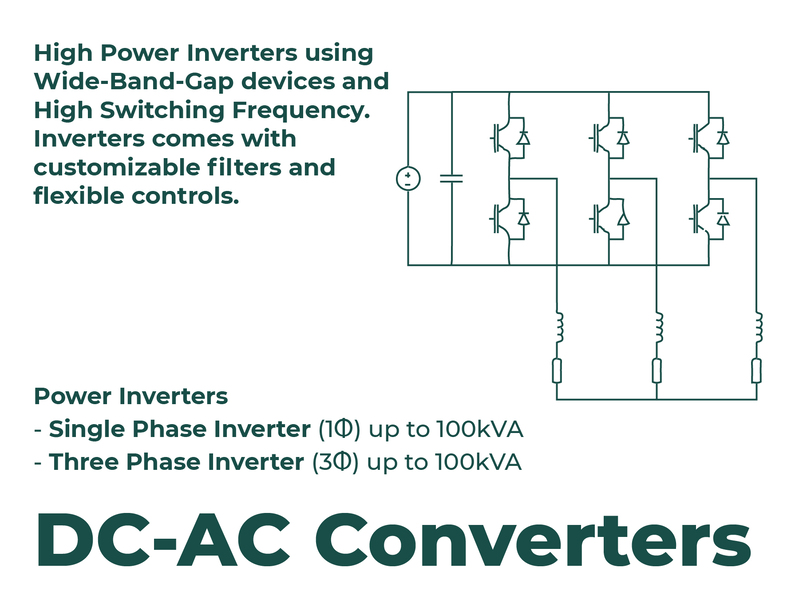 High Power Inverters using
Wide-Band-Gap devices and
High Switching Frequency.
Inverters comes with
customizable filters and
flexible controls.
Power Inverters
- Single Phase Inverter (1Φ) up to 100kVA
- Three Phase Inverter (3Φ) up to 100kVA
DC-AC Converters